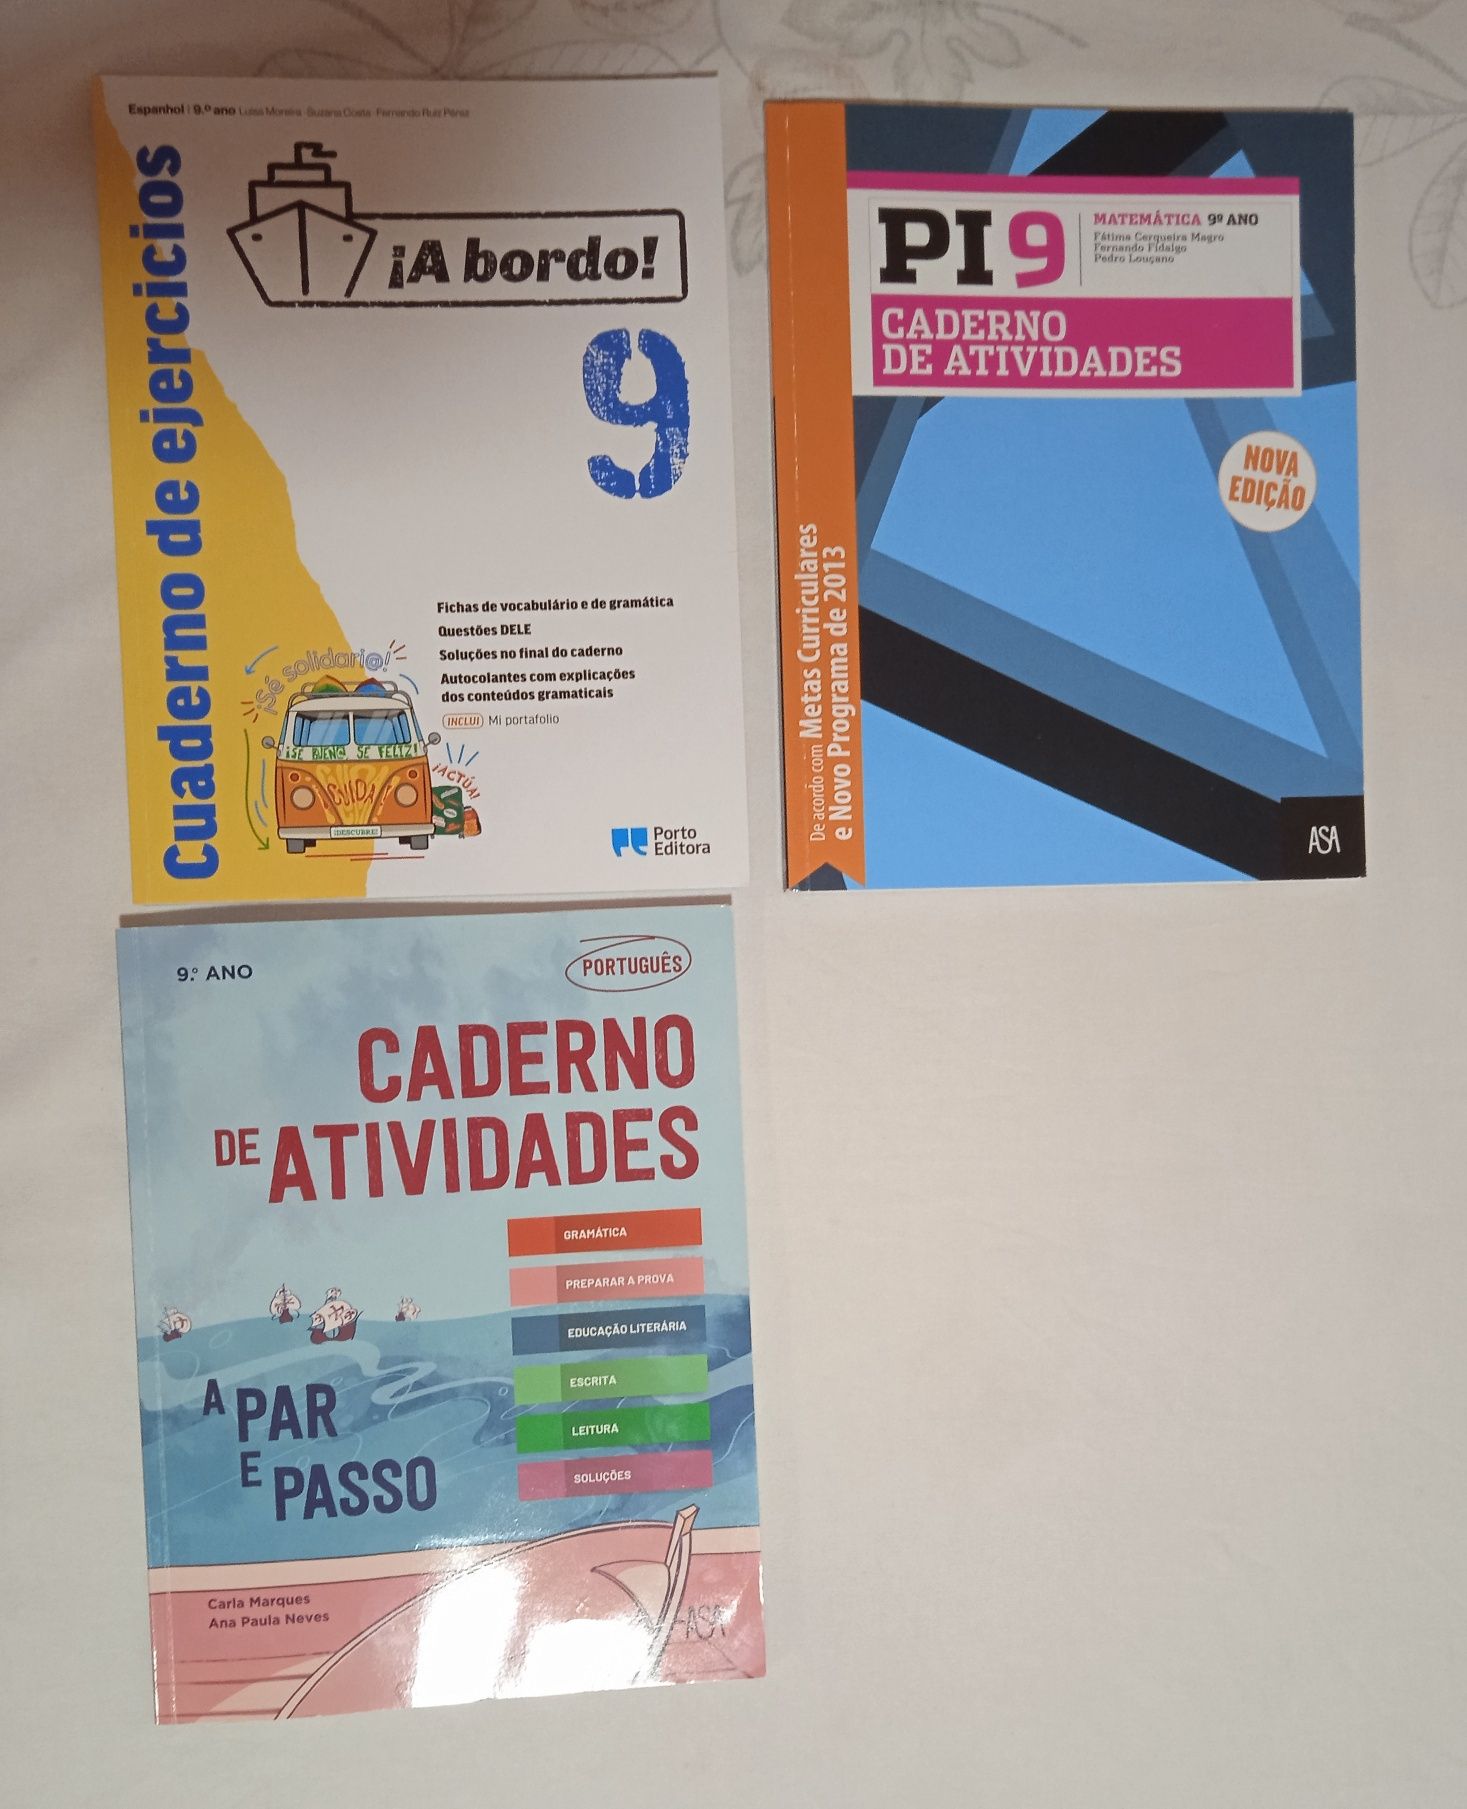 Espanhol | 9.º ano Luísa Moreira · Suzana Costa · Fernando Ruiz Pérez
cuaderno de ejercicios
¡A bordo!
9
Fichas de vocabulário e de gramática
Questões DELE
Soluções no final do caderno
Autocolantes com explicações
dos conteúdos gramaticais
INCLUI Mi portafolio
¡Sé solidari@!
¡SE BUENO, SE FELIZ!
CUIDA
¡ACTÚA!
¡DESCUBRE!
Porto
Editora
PI 9
MATEMÁTICA 9º ANO
Fátima Cerqueira Magro
Fernando Fidalgo
Pedro Louçano
CADERNO
DE ATIVIDADES
NOVA
EDIÇÃO
De acordo com Metas Curriculares
e Novo Programa de 2013
ASA
9.º ANO
PORTUGUÊS
CADERNO
DE ATIVIDADES
GRAMÁTICA
PREPARAR A PROVA
EDUCAÇÃO LITERÁRIA
ESCRITA
LEITURA
SOLUÇÕES
A PAR
E PASSO
Carla Marques
Ana Paula Neves
ASA